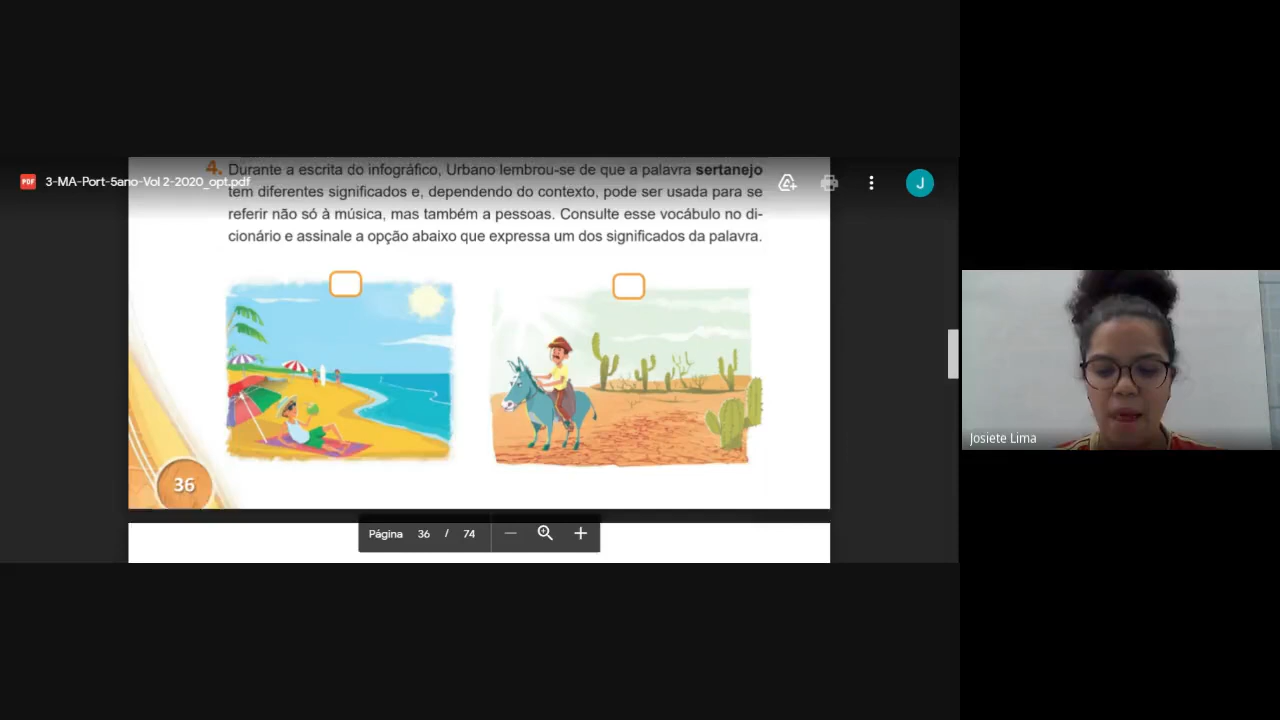 4. Durante a escrita do infográfico, Urbano lembrou-se de que a palavra sertanejo
PDF 3-MA-Port-5ano-Vol 2-2020_opt.pdf
J
tem diferentes significados e, dependendo do contexto, pode ser usada para se
referir não só à música, mas também a pessoas. Consulte esse vocábulo no di-
cionário e assinale a opção abaixo que expressa um dos significados da palavra.
Josiete Lima
36
Página 36 / 74